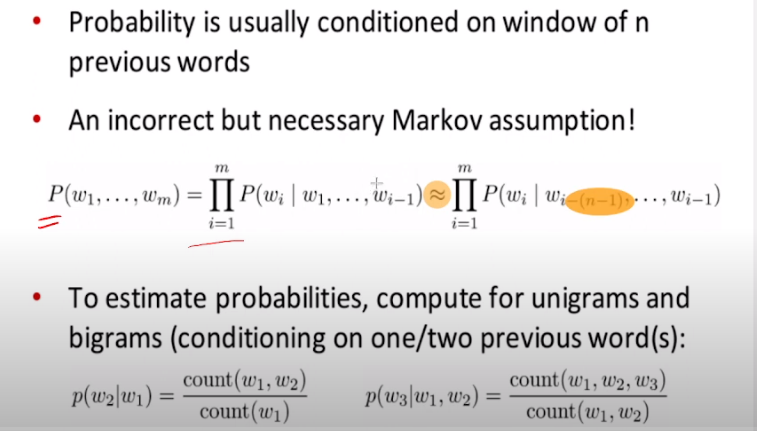 • Probability is usually conditioned on window of n
previous words
• An incorrect but necessary Markov assumption!
P(w₁, . . . , wₘ) = ∏ᵢ₌₁ᵐ P(wᵢ | w₁, . . . , wᵢ₋₁) ≈ ∏ᵢ₌₁ᵐ P(wᵢ | wᵢ₋₍ₙ₋₁₎, . . . , wᵢ₋₁)
• To estimate probabilities, compute for unigrams and
bigrams (conditioning on one/two previous word(s):
p(w₂|w₁) = count(w₁, w₂) / count(w₁) p(w₃|w₁, w₂) = count(w₁, w₂, w₃) / count(w₁, w₂)